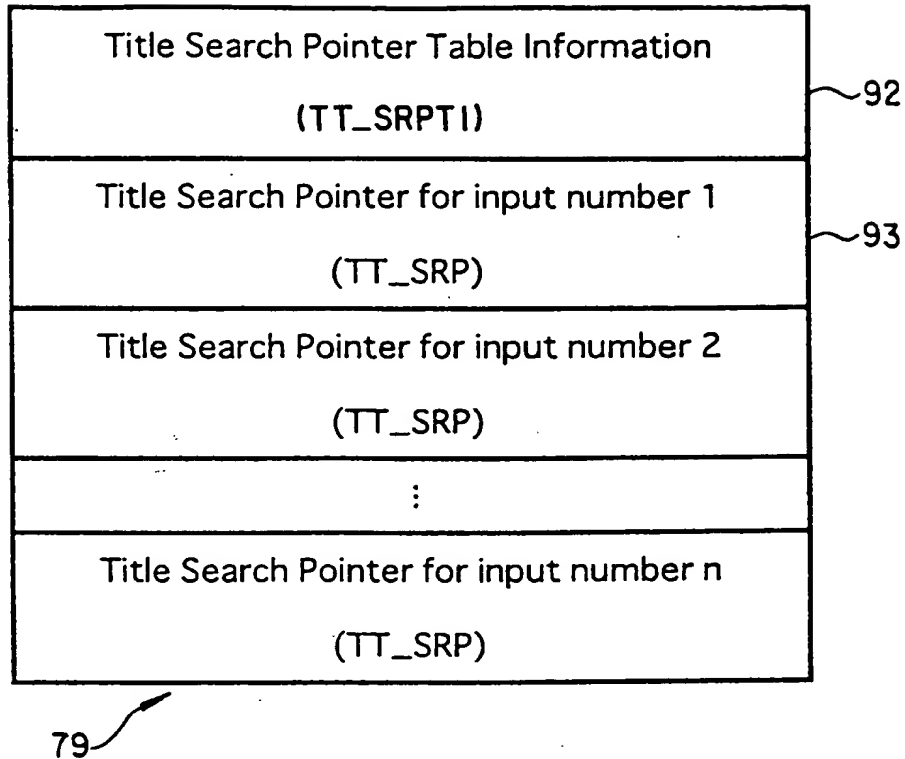 Title Search Pointer Table Information
(TT_SRPTI)
92
Title Search Pointer for input number 1
(TT_SRP)
93
Title Search Pointer for input number 2
(TT_SRP)
⋮
Title Search Pointer for input number n
(TT_SRP)
79